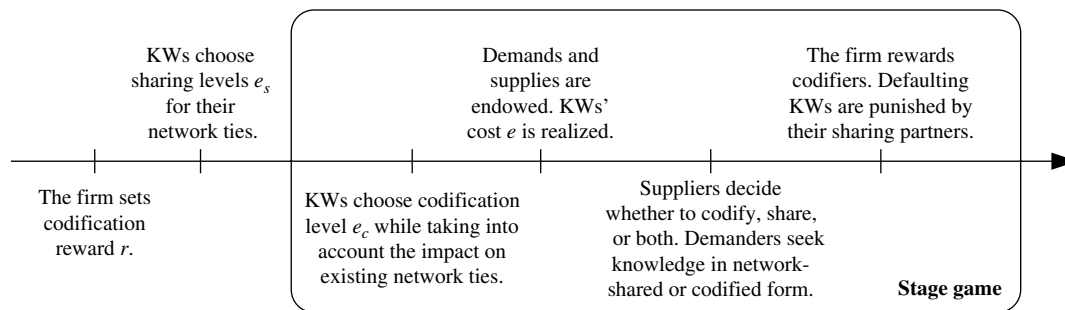 KWs choose
sharing levels e_s
for their
network ties.
Demands and
supplies are
endowed. KWs'
cost e is realized.
The firm rewards
codifiers. Defaulting
KWs are punished by
their sharing partners.
The firm sets
codification
reward r.
KWs choose codification
level e_c while taking into
account the impact on
existing network ties.
Suppliers decide
whether to codify, share,
or both. Demanders seek
knowledge in network-
shared or codified form.
Stage game